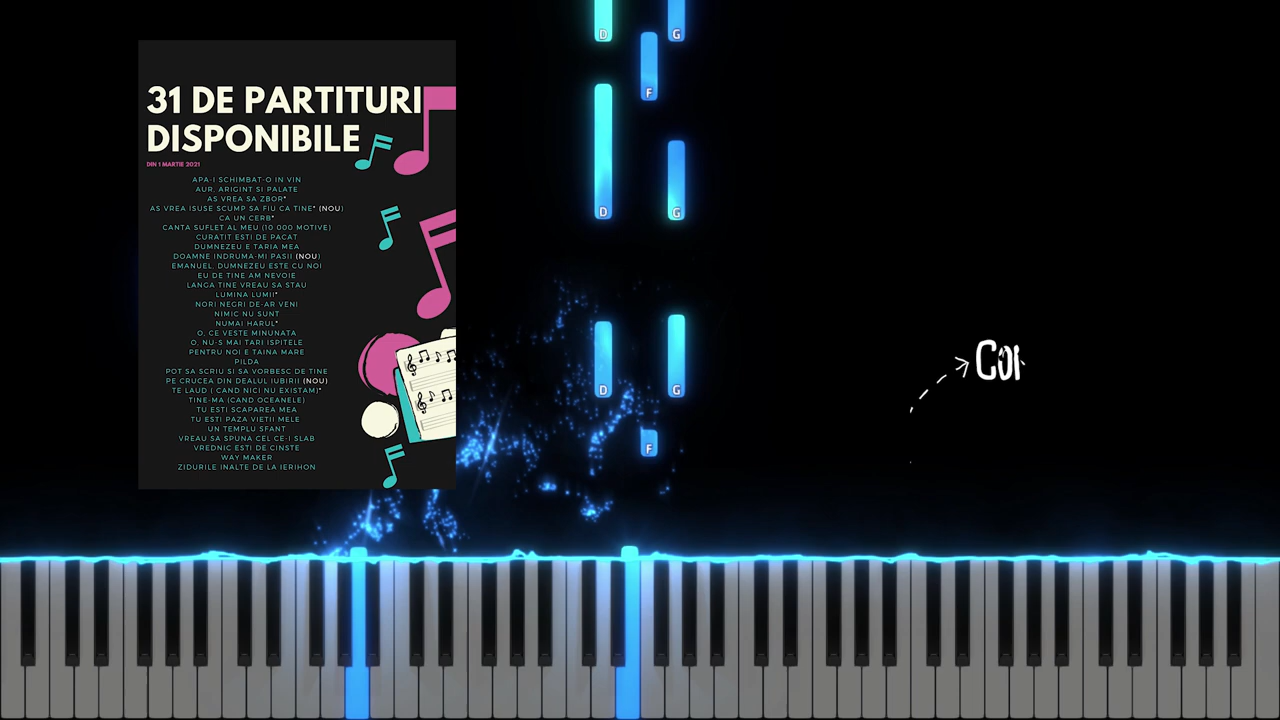 31 DE PARTITURI
DISPONIBILE
DIN 1 MARTIE 2021
APA-I SCHIMBAT-O IN VIN
AUR, ARIGINT SI PALATE
AS VREA SA ZBOR*
AS VREA ISUSE SCUMP SA FIU CA TINE* (NOU)
CA UN CERB*
CANTA SUFLET AL MEU (10 000 MOTIVE)
CURATIT ESTI DE PACAT
DUMNEZEU E TARIA MEA
DOAMNE INDRUMA-MI PASII (NOU)
EMANUEL, DUMNEZEU ESTE CU NOI
EU DE TINE AM NEVOIE
LANGA TINE VREAU SA STAU
LUMINA LUMII*
NORI NEGRI DE-AR VENI
NIMIC NU SUNT
NUMAI HARUL*
O, CE VESTE MINUNATA
O, NU-S MAI TARI ISPITELE
PENTRU NOI E TAINA MARE
PILDA
POT SA SCRIU SI SA VORBESC DE TINE
PE CRUCEA DIN DEALUL IUBIRII (NOU)
TE LAUD ( CAND NICI NU EXISTAM)*
TINE-MA (CAND OCEANELE)
TU ESTI SCAPAREA MEA
TU ESTI PAZA VIETII MELE
UN TEMPLU SFANT
VREAU SA SPUNA CEL CE-I SLAB
VREDNIC ESTI DE CINSTE
WAY MAKER
ZIDURILE INALTE DE LA IERIHON
D G
F
D G
D G
F